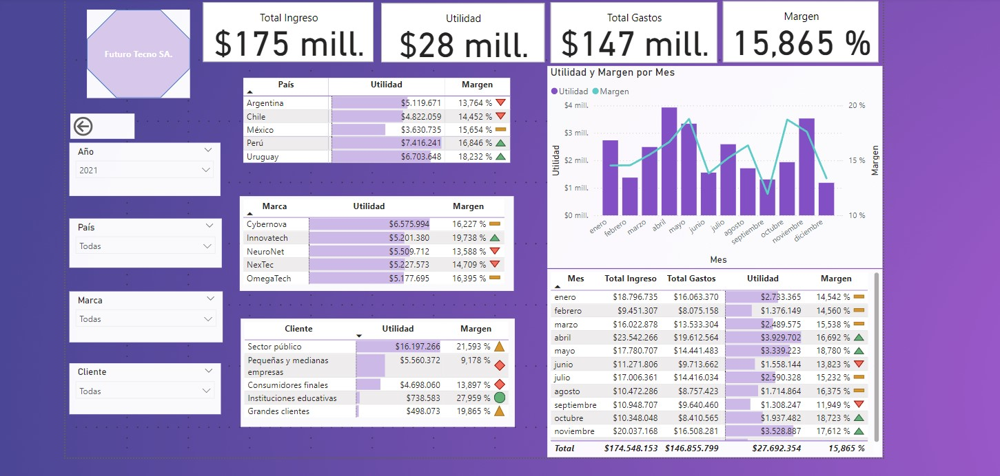 Futuro Tecno SA.
Total Ingreso
$175 mill.
Utilidad
$28 mill.
Total Gastos
$147 mill.
Margen
15,865 %
Año
2021
País
Todas
Marca
Todas
Cliente
Todas
País Utilidad Margen
Argentina $5.119.671 13,764 %
Chile $4.822.059 14,452 %
México $3.630.735 15,654 %
Perú $7.416.241 16,846 %
Uruguay $6.703.648 18,232 %
Marca Utilidad Margen
Cybernova $6.575.994 16,227 %
Innovatech $5.201.380 19,738 %
NeuroNet $5.509.712 13,588 %
NexTec $5.227.573 14,709 %
OmegaTech $5.177.695 16,395 %
Cliente Utilidad Margen
Sector público $16.197.266 21,593 %
Pequeñas y medianas $5.560.372 9,178 %
empresas
Consumidores finales $4.698.060 13,897 %
Instituciones educativas $738.583 27,959 %
Grandes clientes $498.073 19,865 %
Utilidad y Margen por Mes
Utilidad Margen
$4 mill. 20 %
$3 mill.
$2 mill. 15 %
$1 mill.
$0 mill. 10 %
Utilidad
Margen
enero febrero marzo abril mayo junio julio agosto septiembre octubre noviembre diciembre
Mes
Mes Total Ingreso Total Gastos Utilidad Margen
enero $18.796.735 $16.063.370 $2.733.365 14,542 %
febrero $9.451.307 $8.075.158 $1.376.149 14,560 %
marzo $16.022.878 $13.533.304 $2.489.575 15,538 %
abril $23.542.266 $19.612.564 $3.929.702 16,692 %
mayo $17.780.707 $14.441.483 $3.339.223 18,780 %
junio $11.271.806 $9.713.662 $1.558.144 13,823 %
julio $17.006.361 $14.416.034 $2.590.328 15,232 %
agosto $10.472.286 $8.757.423 $1.714.864 16,375 %
septiembre $10.948.707 $9.640.460 $1.308.247 11,949 %
octubre $10.348.048 $8.410.565 $1.937.482 18,723 %
noviembre $20.037.168 $16.508.281 $3.528.887 17,612 %
Total $174.548.153 $146.855.799 $27.692.354 15,865 %